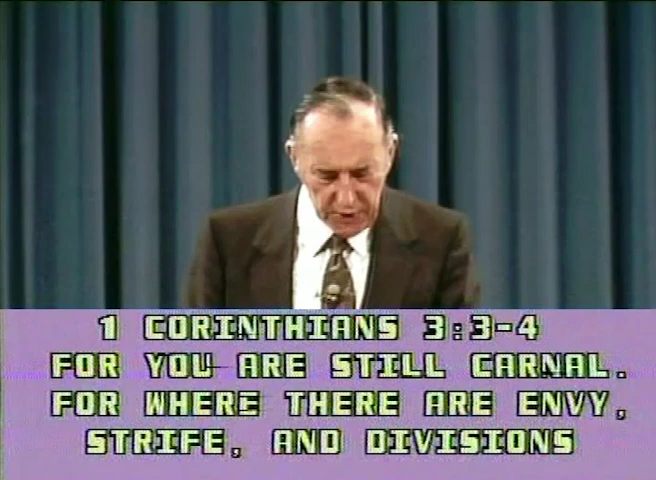 1 CORINTHIANS 3:3-4
FOR YOU ARE STILL CARNAL.
FOR WHERE THERE ARE ENVY,
STRIFE, AND DIVISIONS